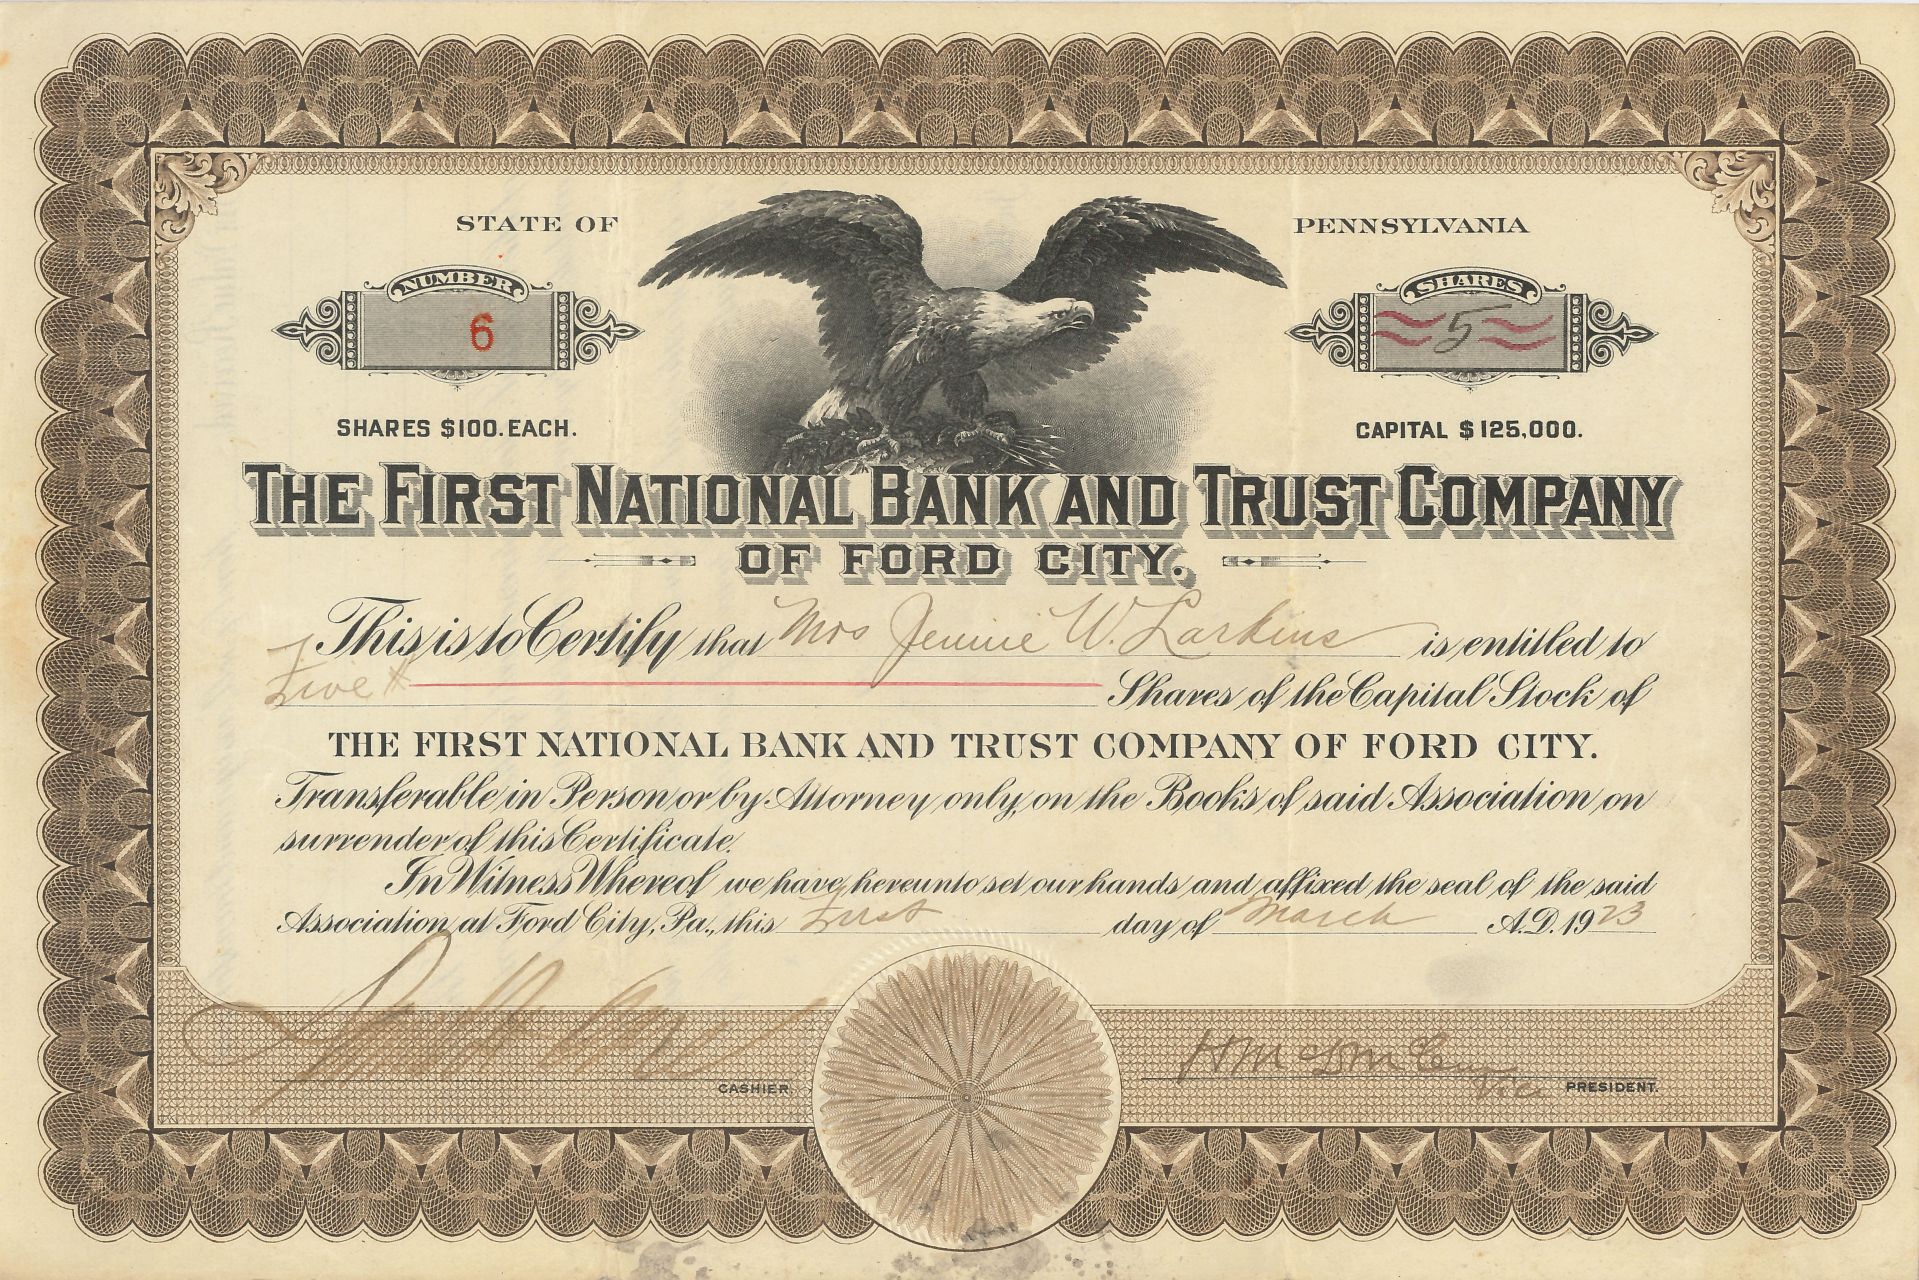 STATE OF PENNSYLVANIA
NUMBER
6
SHARES
5
SHARES $100. EACH.
CAPITAL $125,000.
THE FIRST NATIONAL BANK AND TRUST COMPANY
OF FORD CITY.
This is to Certify that Mrs Jennie W. Larkins is entitled to
Five Shares of the Capital Stock of
THE FIRST NATIONAL BANK AND TRUST COMPANY OF FORD CITY.
Transferable in Person or by Attorney only, on the Books of said Association on
surrender of this Certificate.
In Witness Whereof we have hereunto set our hands and affixed the seal of the said
Association at Ford City, Pa., this First day of March A.D. 1923
CASHIER.
Vice PRESIDENT.